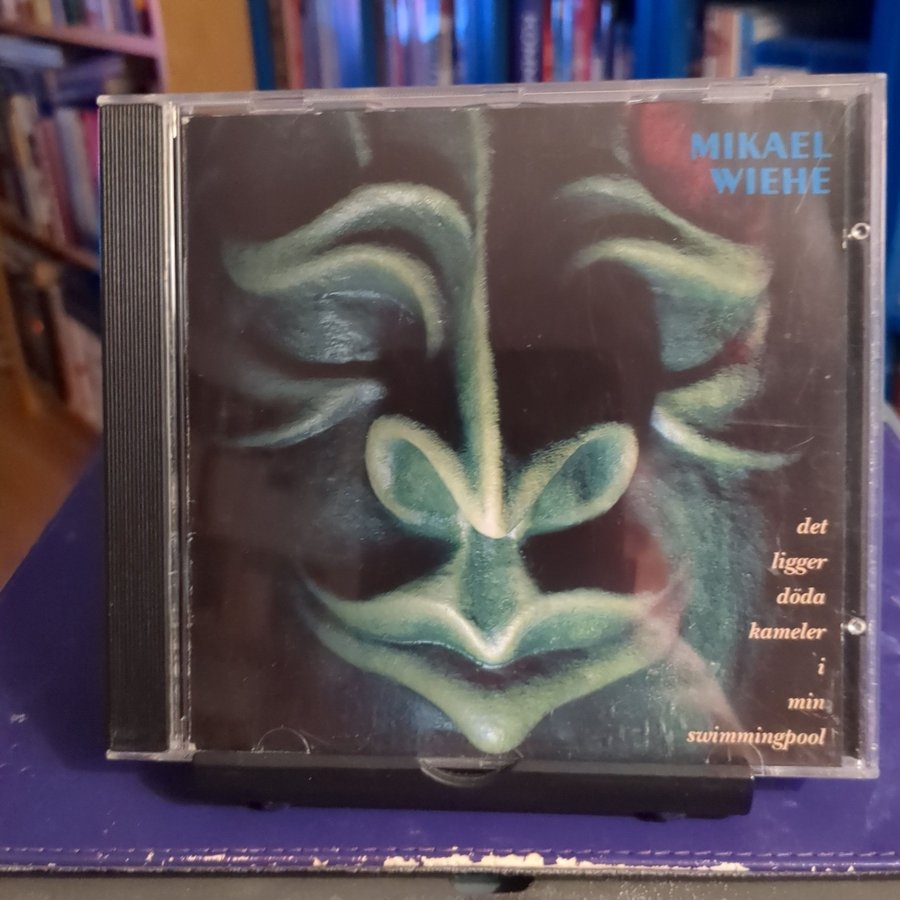 MIKAEL
WIEHE
det
ligger
döda
kameler
i
min
swimmingpool